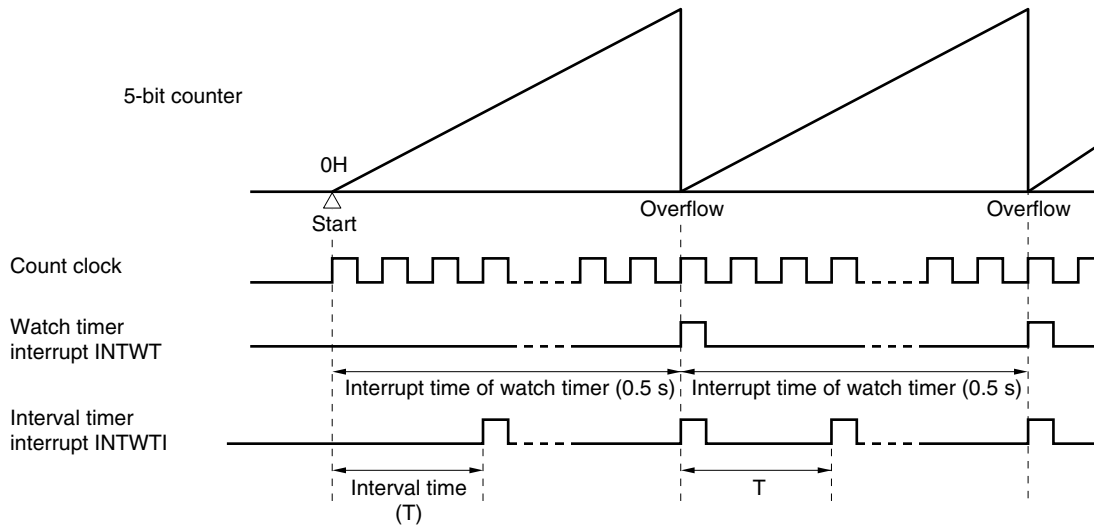 5-bit counter
0H
Start
Overflow
Overflow
Count clock
Watch timer
interrupt INTWT
Interrupt time of watch timer (0.5 s)
Interrupt time of watch timer (0.5 s)
Interval timer
interrupt INTWTI
Interval time
(T)
T